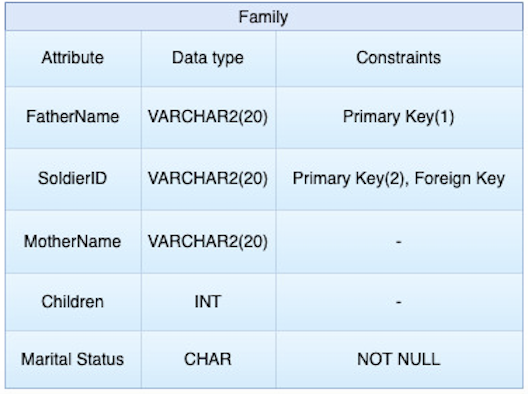 Family
Attribute Data type Constraints
FatherName VARCHAR2(20) Primary Key(1)
SoldierID VARCHAR2(20) Primary Key(2), Foreign Key
MotherName VARCHAR2(20) -
Children INT -
Marital Status CHAR NOT NULL